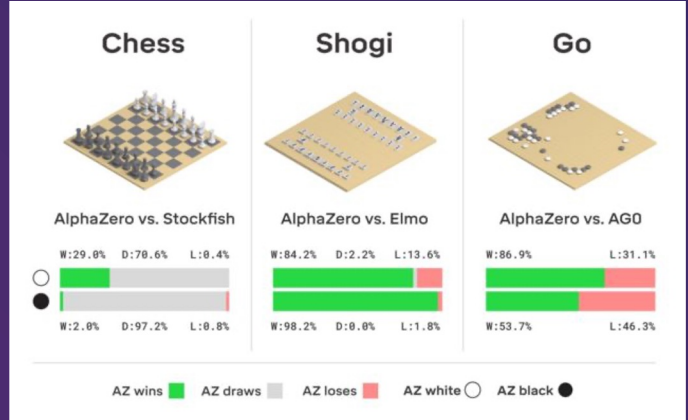 Chess
Shogi
Go
AlphaZero vs. Stockfish
AlphaZero vs. Elmo
AlphaZero vs. AG0
W:29.0% D:70.6% L:0.4%
W:84.2% D:2.2% L:13.6%
W:86.9% L:31.1%
W:2.0% D:97.2% L:0.8%
W:98.2% D:0.0% L:1.8%
W:53.7% L:46.3%
AZ wins
AZ draws
AZ loses
AZ white
AZ black